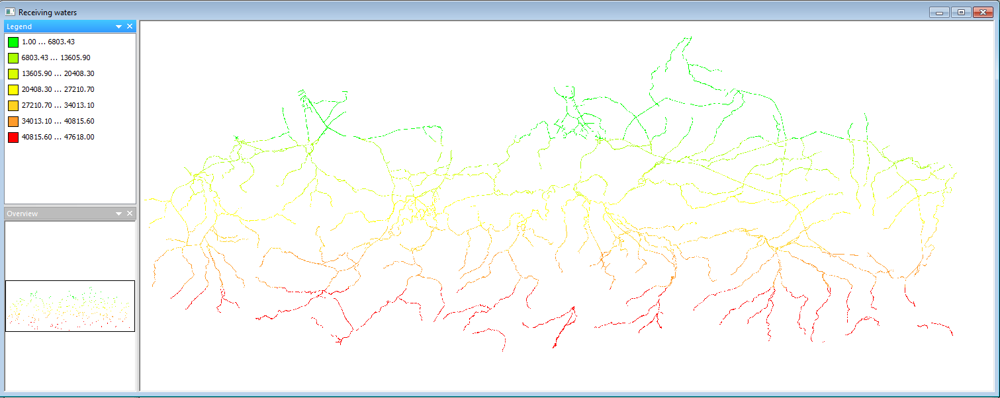 Receiving waters
Legend
1.00 ... 6803.43
6803.43 ... 13605.90
13605.90 ... 20408.30
20408.30 ... 27210.70
27210.70 ... 34013.10
34013.10 ... 40815.60
40815.60 ... 47618.00
Overview